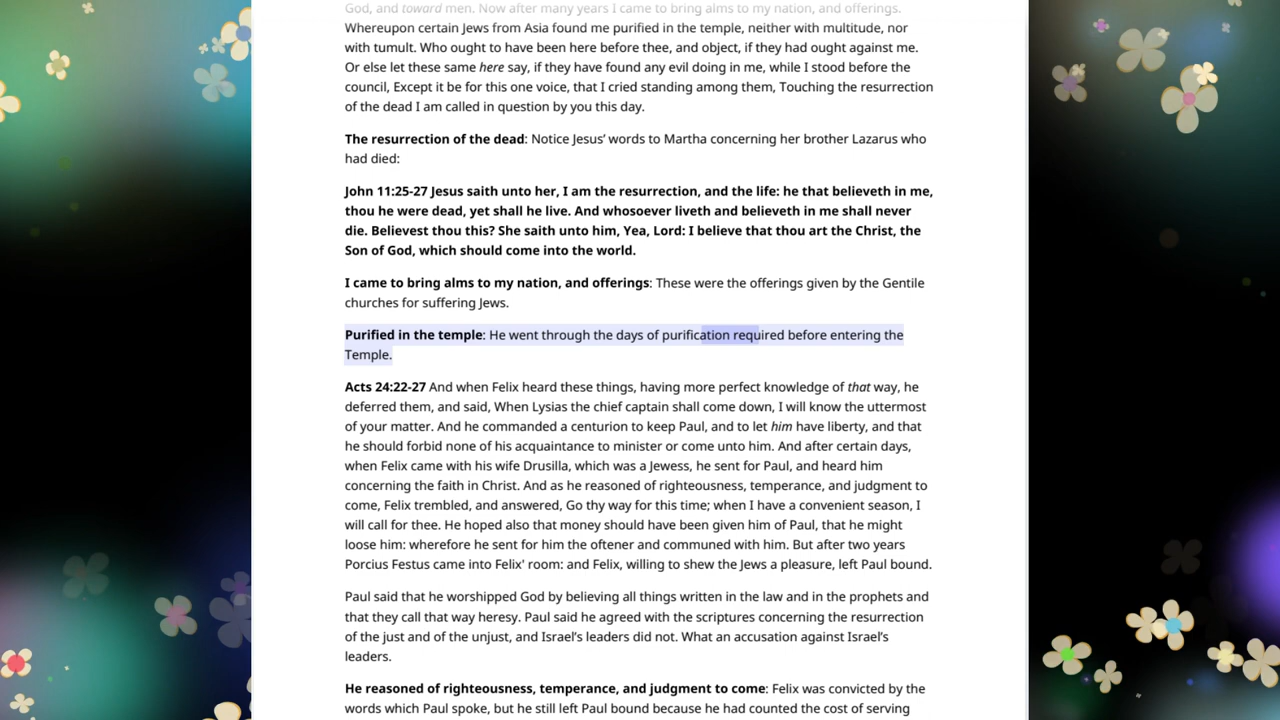 God, and toward men. Now after many years I came to bring alms to my nation, and offerings.
Whereupon certain Jews from Asia found me purified in the temple, neither with multitude, nor
with tumult. Who ought to have been here before thee, and object, if they had ought against me.
Or else let these same here say, if they have found any evil doing in me, while I stood before the
council, Except it be for this one voice, that I cried standing among them, Touching the resurrection
of the dead I am called in question by you this day.
The resurrection of the dead: Notice Jesus’ words to Martha concerning her brother Lazarus who
had died:
John 11:25-27 Jesus saith unto her, I am the resurrection, and the life: he that believeth in me,
thou he were dead, yet shall he live. And whosoever liveth and believeth in me shall never
die. Believest thou this? She saith unto him, Yea, Lord: I believe that thou art the Christ, the
Son of God, which should come into the world.
I came to bring alms to my nation, and offerings: These were the offerings given by the Gentile
churches for suffering Jews.
Purified in the temple: He went through the days of purification required before entering the
Temple.
Acts 24:22-27 And when Felix heard these things, having more perfect knowledge of that way, he
deferred them, and said, When Lysias the chief captain shall come down, I will know the uttermost
of your matter. And he commanded a centurion to keep Paul, and to let him have liberty, and that
he should forbid none of his acquaintance to minister or come unto him. And after certain days,
when Felix came with his wife Drusilla, which was a Jewess, he sent for Paul, and heard him
concerning the faith in Christ. And as he reasoned of righteousness, temperance, and judgment to
come, Felix trembled, and answered, Go thy way for this time; when I have a convenient season, I
will call for thee. He hoped also that money should have been given him of Paul, that he might
loose him: wherefore he sent for him the oftener and communed with him. But after two years
Porcius Festus came into Felix' room: and Felix, willing to shew the Jews a pleasure, left Paul bound.
Paul said that he worshipped God by believing all things written in the law and in the prophets and
that they call that way heresy. Paul said he agreed with the scriptures concerning the resurrection
of the just and of the unjust, and Israel’s leaders did not. What an accusation against Israel’s
leaders.
He reasoned of righteousness, temperance, and judgment to come: Felix was convicted by the
words which Paul spoke, but he still left Paul bound because he had counted the cost of serving